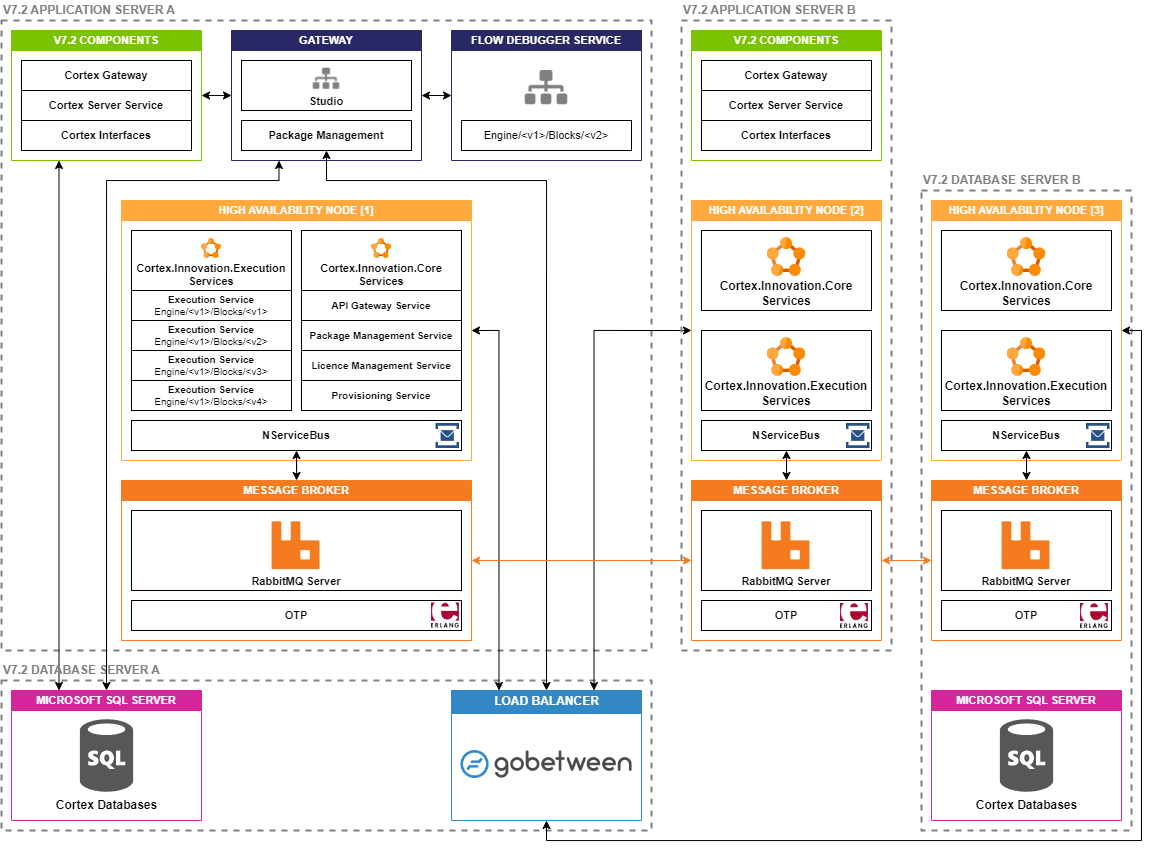 V7.2 APPLICATION SERVER A
V7.2 COMPONENTS
Cortex Gateway
Cortex Server Service
Cortex Interfaces
GATEWAY
Studio
Package Management
FLOW DEBUGGER SERVICE
Engine/<v1>/Blocks/<v2>
HIGH AVAILABILITY NODE [1]
Cortex.Innovation.Execution
Services
Execution Service
Engine/<v1>/Blocks/<v1>
Execution Service
Engine/<v1>/Blocks/<v2>
Execution Service
Engine/<v1>/Blocks/<v3>
Execution Service
Engine/<v1>/Blocks/<v4>
Cortex.Innovation.Core
Services
API Gateway Service
Package Management Service
Licence Management Service
Provisioning Service
NServiceBus
MESSAGE BROKER
RabbitMQ Server
OTP
ERLANG
V7.2 APPLICATION SERVER B
V7.2 COMPONENTS
Cortex Gateway
Cortex Server Service
Cortex Interfaces
HIGH AVAILABILITY NODE [2]
Cortex.Innovation.Core
Services
Cortex.Innovation.Execution
Services
NServiceBus
MESSAGE BROKER
RabbitMQ Server
OTP
ERLANG
V7.2 DATABASE SERVER B
HIGH AVAILABILITY NODE [3]
Cortex.Innovation.Core
Services
Cortex.Innovation.Execution
Services
NServiceBus
MESSAGE BROKER
RabbitMQ Server
OTP
ERLANG
MICROSOFT SQL SERVER
SQL
Cortex Databases
V7.2 DATABASE SERVER A
MICROSOFT SQL SERVER
SQL
Cortex Databases
LOAD BALANCER
gobetween